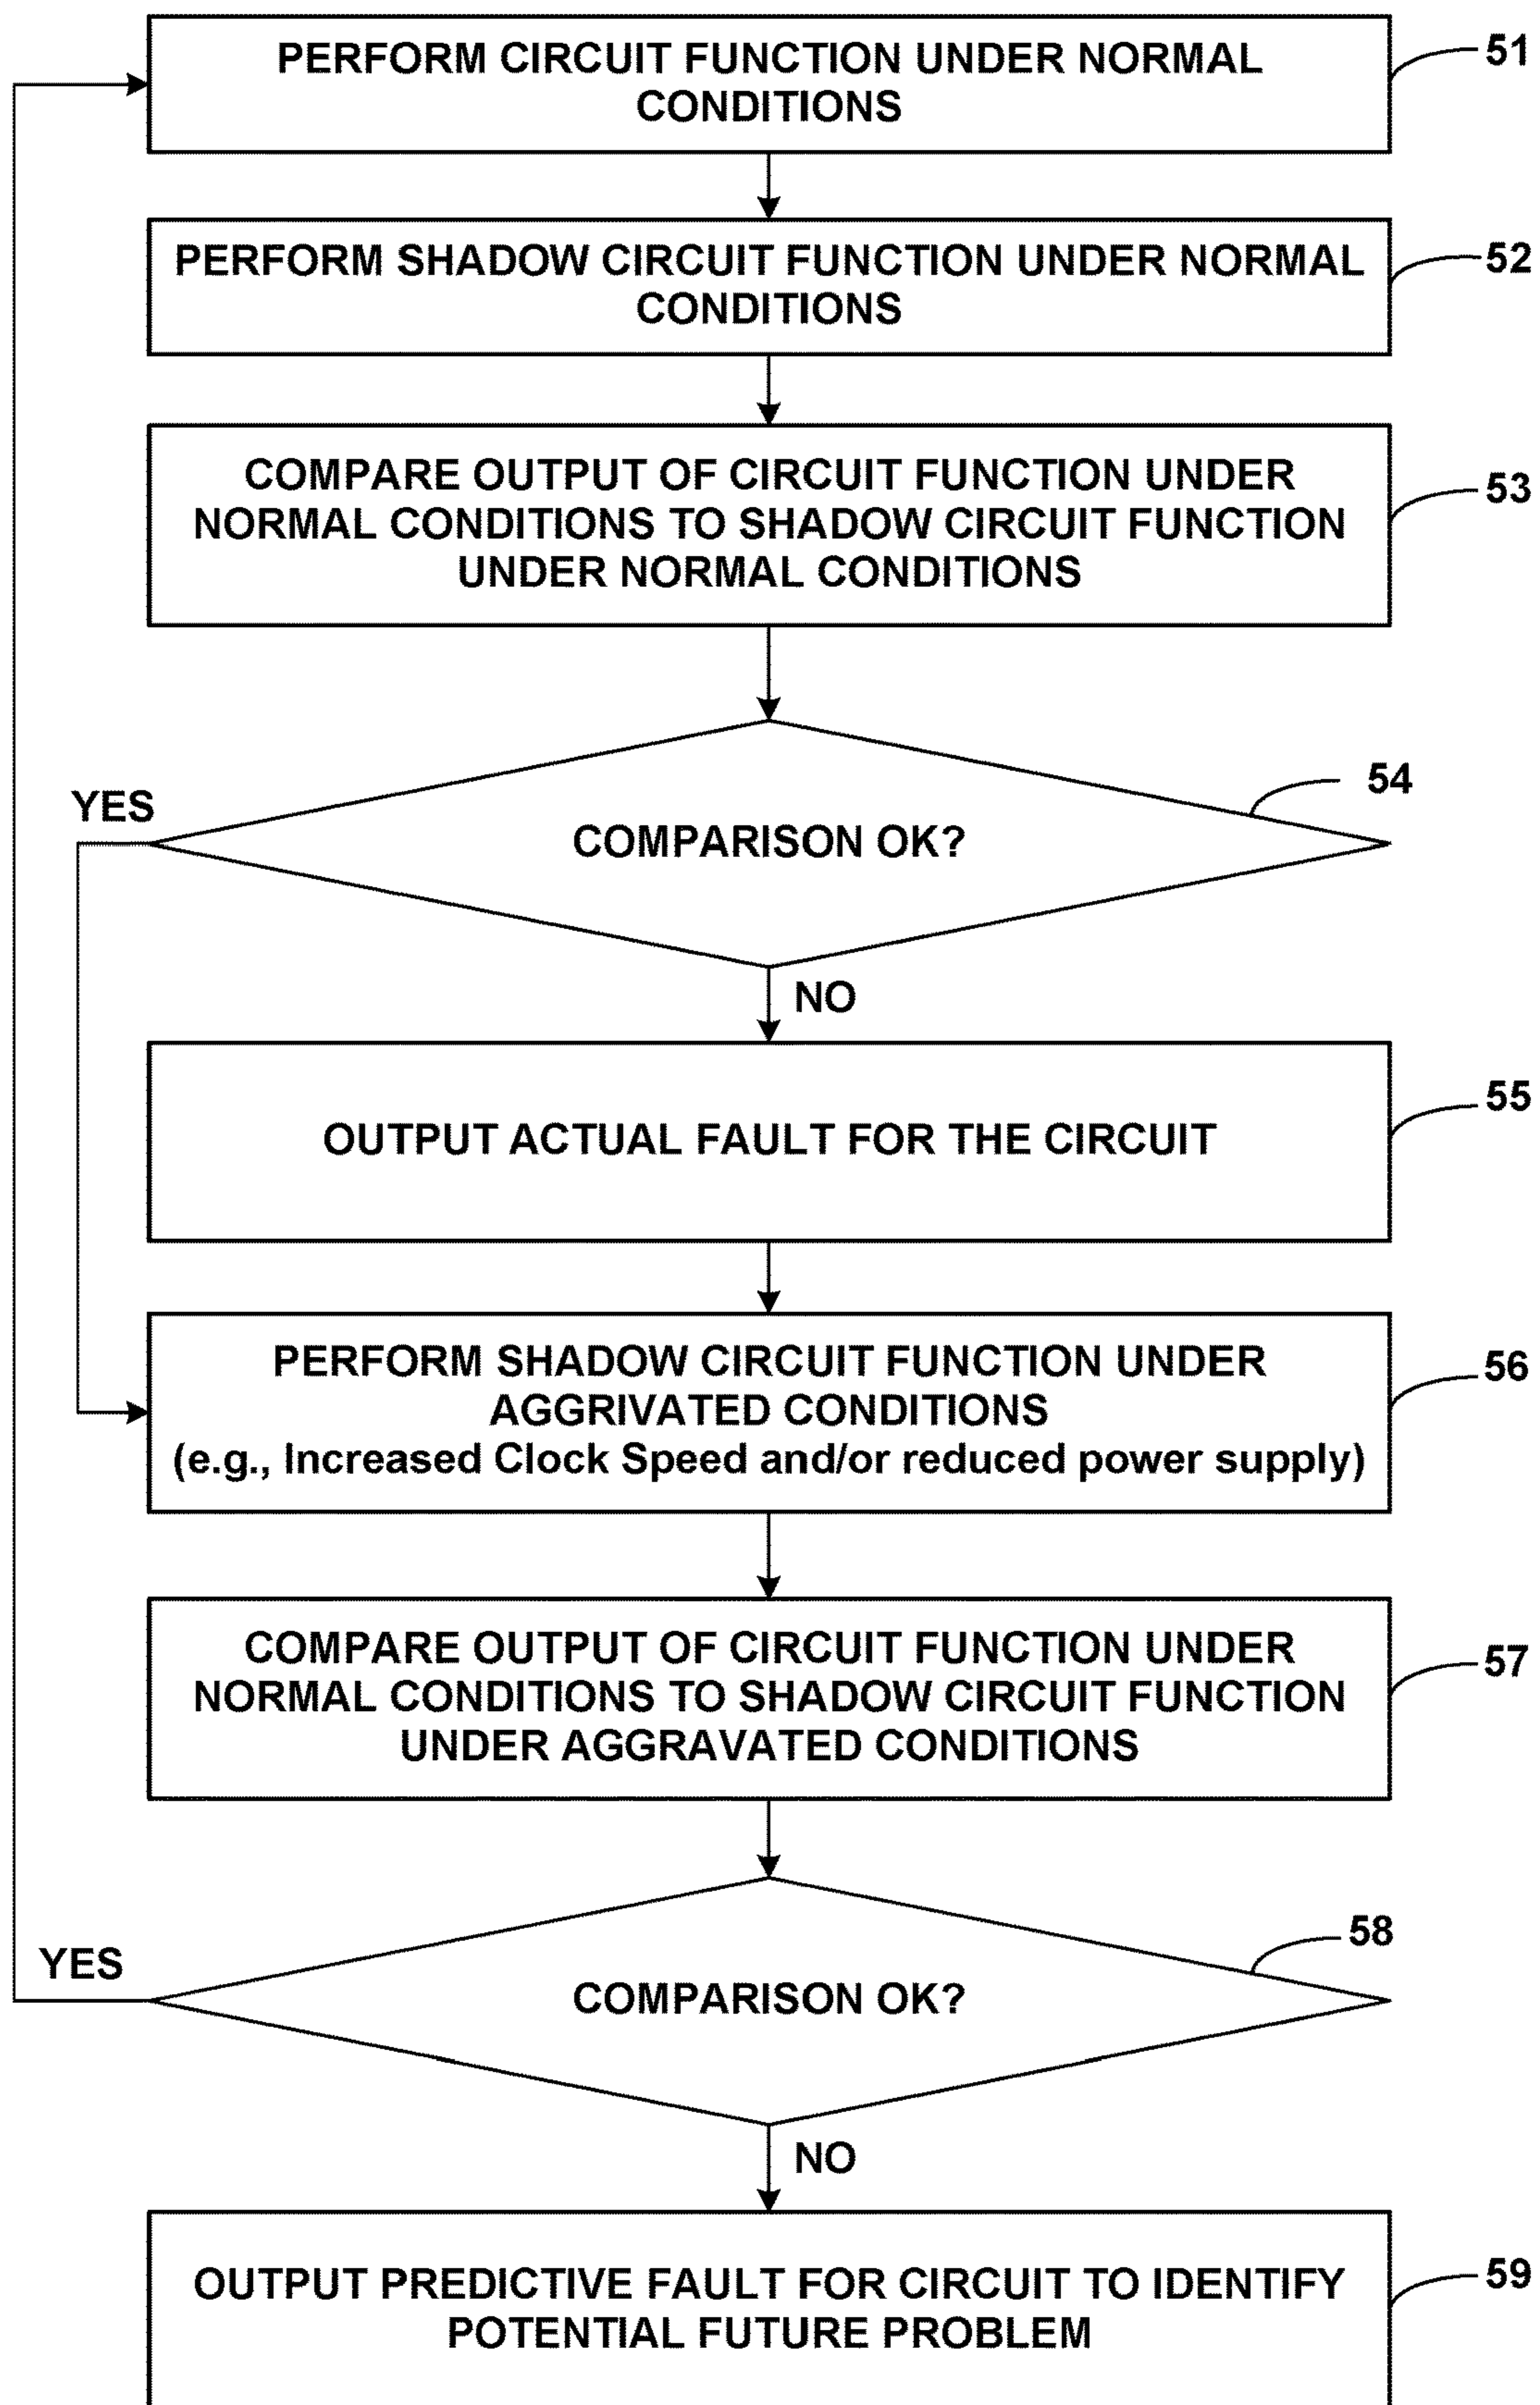 PERFORM CIRCUIT FUNCTION UNDER NORMAL
CONDITIONS
51
PERFORM SHADOW CIRCUIT FUNCTION UNDER NORMAL
CONDITIONS
52
COMPARE OUTPUT OF CIRCUIT FUNCTION UNDER
NORMAL CONDITIONS TO SHADOW CIRCUIT FUNCTION
UNDER NORMAL CONDITIONS
53
54
YES
COMPARISON OK?
NO
OUTPUT ACTUAL FAULT FOR THE CIRCUIT
55
PERFORM SHADOW CIRCUIT FUNCTION UNDER
AGGRIVATED CONDITIONS
(e.g., Increased Clock Speed and/or reduced power supply)
56
COMPARE OUTPUT OF CIRCUIT FUNCTION UNDER
NORMAL CONDITIONS TO SHADOW CIRCUIT FUNCTION
UNDER AGGRAVATED CONDITIONS
57
58
YES
COMPARISON OK?
NO
OUTPUT PREDICTIVE FAULT FOR CIRCUIT TO IDENTIFY
POTENTIAL FUTURE PROBLEM
59